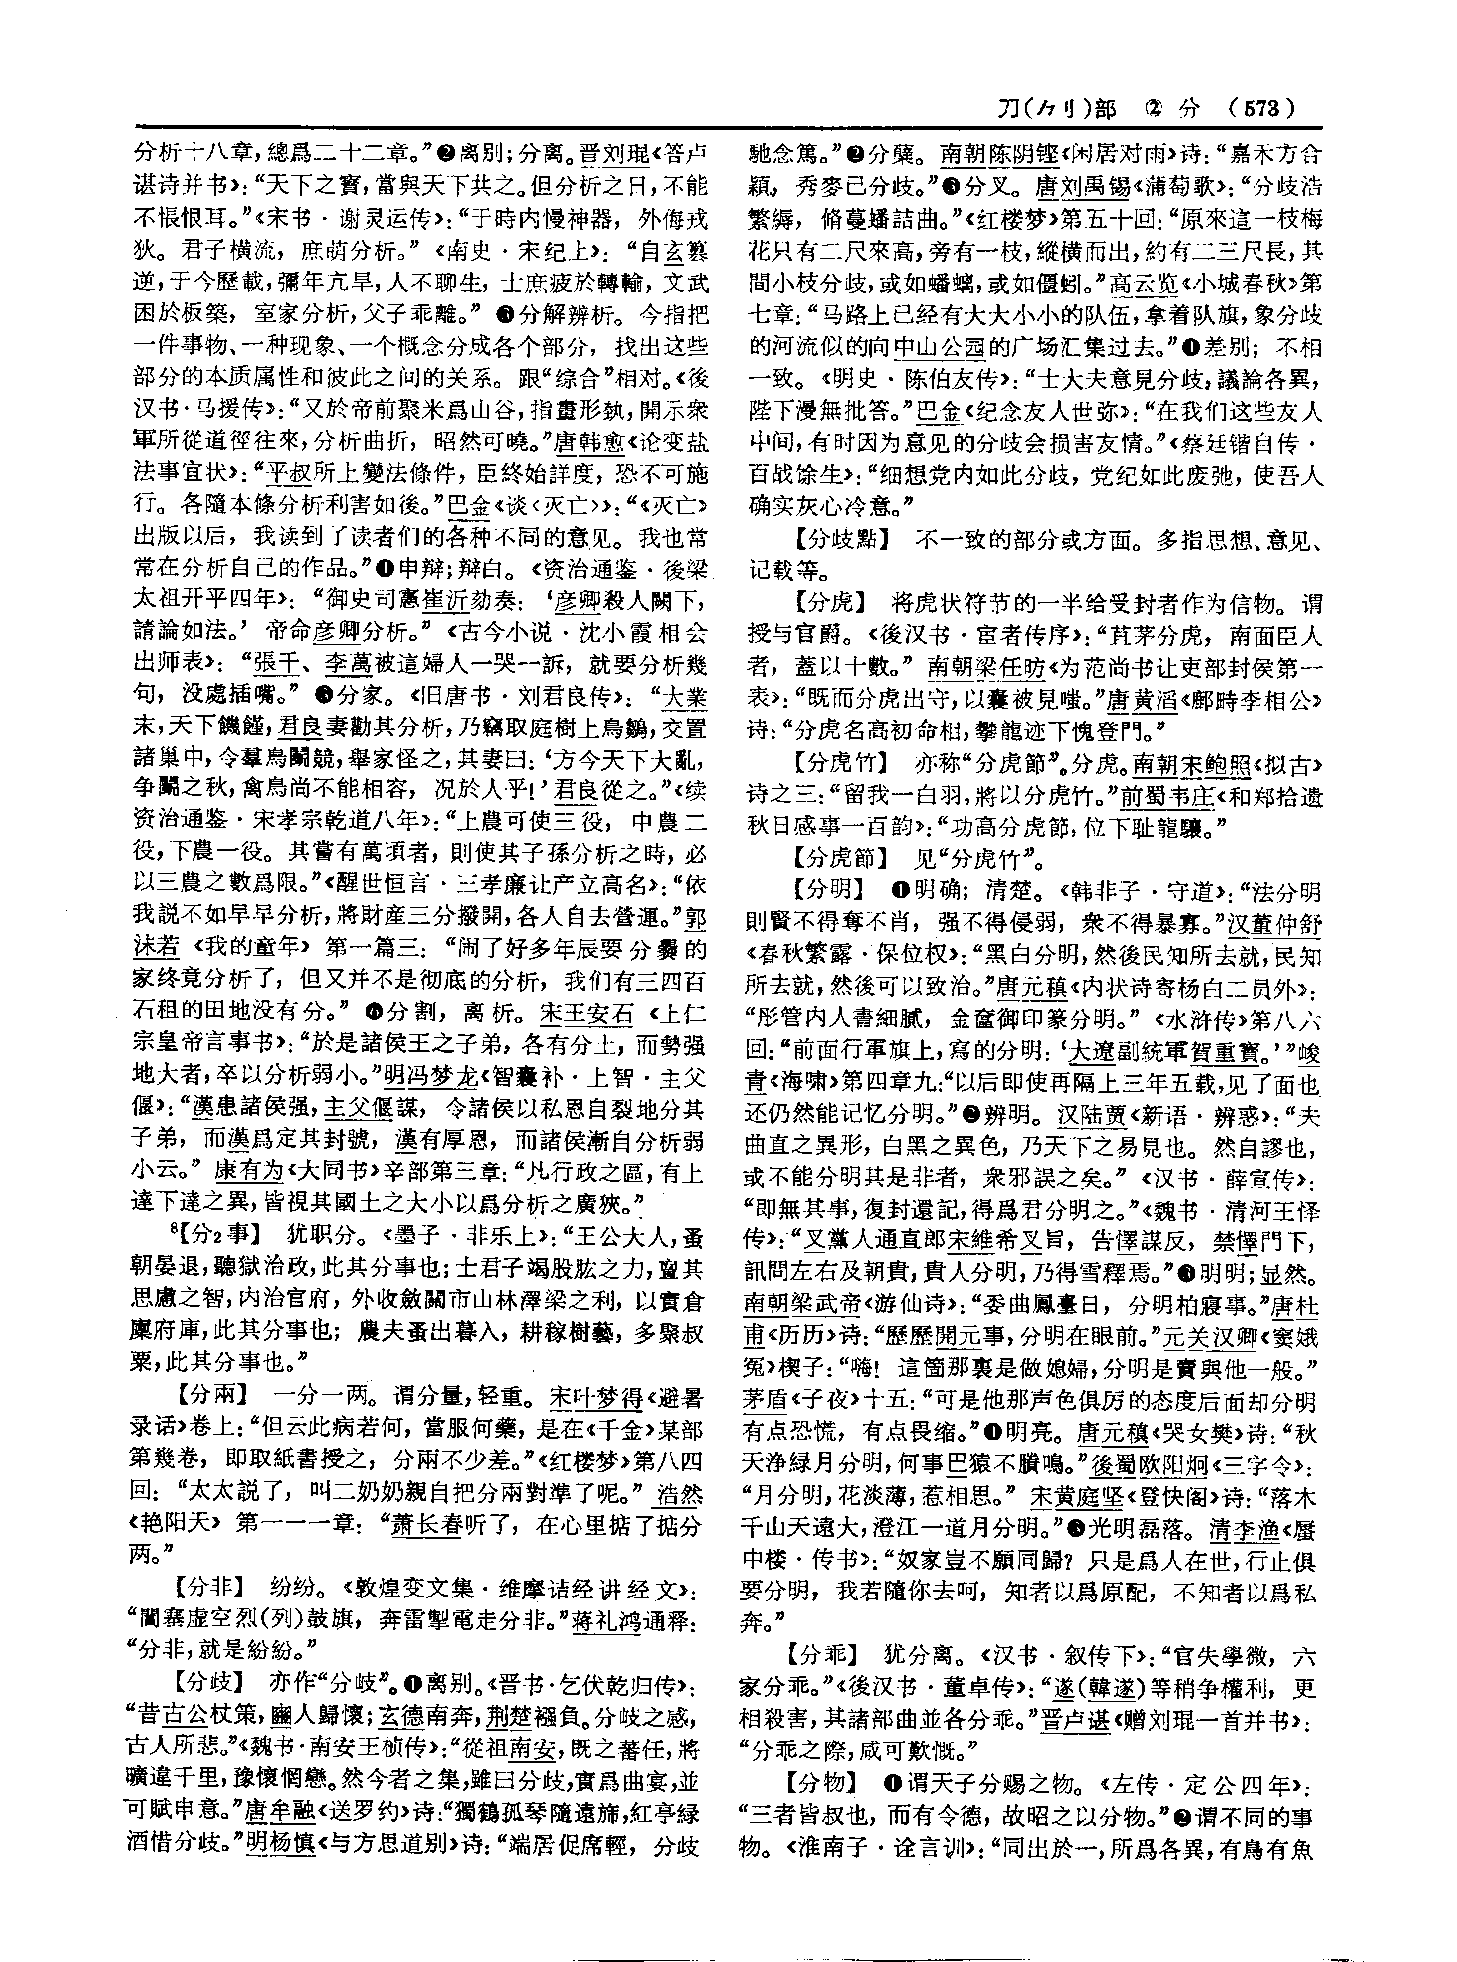 刀(⺈刂)部　② 分　(573)
分析十八章，總爲二十二章。”❷离别；分离。晋刘琨《答卢
谌诗并书》：“天下之寶，當與天下共之。但分析之日，不能
不悵恨耳。”《宋书·谢灵运传》：“于時内慢神器，外侮戎
狄。君子横流，庶萌分析。”《南史·宋纪上》：“自玄篡
逆，于今歷載，彌年亢旱，人不聊生，士庶疲於轉輸，文武
困於板築，室家分析，父子乖離。”❸分解辨析。今指把
一件事物、一种现象、一个概念分成各个部分，找出这些
部分的本质属性和彼此之间的关系。跟“综合”相对。《後
汉书·马援传》：“又於帝前聚米爲山谷，指畫形埶，開示衆
軍所從道徑往來，分析曲折，昭然可曉。”唐韩愈《论变盐
法事宜状》：“平叔所上變法條件，臣終始詳度，恐不可施
行。各隨本條分析利害如後。”巴金《谈〈灭亡〉》：“《灭亡》
出版以后，我读到了读者们的各种不同的意见。我也常
常在分析自己的作品。”❹申辩；辩白。《资治通鉴·後梁
太祖开平四年》：“御史司憲崔沂劾奏：‘彦卿殺人闕下，
請論如法。’帝命彦卿分析。”《古今小说·沈小霞相会
出师表》：“張千、李萬被這婦人一哭一訴，就要分析幾
句，没處插嘴。”❺分家。《旧唐书·刘君良传》：“大業
末，天下饑饉，君良妻勸其分析，乃竊取庭樹上鳥鶵，交置
諸巢中，令羣鳥鬭競，舉家怪之，其妻曰：‘方今天下大亂，
争鬭之秋，禽鳥尚不能相容，况於人乎！’君良從之。”《续
资治通鉴·宋孝宗乾道八年》：“上農可使三役，中農二
役，下農一役。其嘗有萬頃者，則使其子孫分析之時，必
以三農之數爲限。”《醒世恒言·三孝廉让产立高名》：“依
我説不如早早分析，將財産三分撥開，各人自去營運。”郭
沫若《我的童年》第一篇三：“闹了好多年辰要分爨的
家终竟分析了，但又并不是彻底的分析，我们有三四百
石租的田地没有分。”❻分割，离析。宋王安石《上仁
宗皇帝言事书》：“於是諸侯王之子弟，各有分土，而勢强
地大者，卒以分析弱小。”明冯梦龙《智囊补·上智·主父
偃》：“漢患諸侯强，主父偃謀，令諸侯以私恩自裂地分其
子弟，而漢爲定其封號，漢有厚恩，而諸侯漸自分析弱
小云。”康有为《大同书》辛部第三章：“凡行政之區，有上
達下達之異，皆視其國土之大小以爲分析之廣狹。”
⁸【分₂事】　犹职分。《墨子·非乐上》：“王公大人，蚤
朝晏退，聽獄治政，此其分事也；士君子竭股肱之力，亶其
思慮之智，内治官府，外收斂關市山林澤梁之利，以實倉
廩府庫，此其分事也；農夫蚤出暮入，耕稼樹藝，多聚叔
粟，此其分事也。”
【分兩】　一分一两。谓分量，轻重。宋叶梦得《避暑
录话》卷上：“但云此病若何，當服何藥，是在《千金》某部
第幾卷，即取紙書授之，分兩不少差。”《红楼梦》第八四
回：“太太説了，叫二奶奶親自把分兩對準了呢。”浩然
《艳阳天》第一一一章：“萧长春听了，在心里掂了掂分
两。”
【分非】　纷纷。《敦煌变文集·维摩诘经讲经文》：
“闐塞虚空烈(列)鼓旗，奔雷掣電走分非。”蒋礼鸿通释：
“分非，就是紛紛。”
【分歧】　亦作“分岐”。❶离别。《晋书·乞伏乾归传》：
“昔古公杖策，豳人歸懷；玄德南奔，荆楚襁負。分岐之感，
古人所悲。”《魏书·南安王桢传》：“從祖南安，既之蕃任，將
曠違千里，豫懷惘戀。然今者之集，雖曰分歧，實爲曲宴，並
可賦申意。”唐牟融《送罗约》诗：“獨鶴孤琴隨遠旆，紅亭緑
酒惜分歧。”明杨慎《与方思道别》诗：“端居促席輕，分歧
馳念篤。”❷分蘖。南朝陈阴铿《闲居对雨》诗：“嘉禾方合
穎，秀麥已分歧。”❸分叉。唐刘禹锡《蒲萄歌》：“分歧浩
繁縟，脩蔓蟠詰曲。”《红楼梦》第五十回：“原來這一枝梅
花只有二尺來高，旁有一枝，縱横而出，約有二三尺長，其
間小枝分歧，或如蟠螭，或如僵蚓。”高云览《小城春秋》第
七章：“马路上已经有大大小小的队伍，拿着队旗，象分歧
的河流似的向中山公园的广场汇集过去。”❹差别；不相
一致。《明史·陈伯友传》：“士大夫意見分歧，議論各異，
陛下漫無批答。”巴金《纪念友人世弥》：“在我们这些友人
中间，有时因为意见的分歧会损害友情。”《蔡廷锴自传·
百战馀生》：“细想党内如此分歧，党纪如此废弛，使吾人
确实灰心冷意。”
【分歧點】　不一致的部分或方面。多指思想、意见、
记载等。
【分虎】　将虎状符节的一半给受封者作为信物。谓
授与官爵。《後汉书·宦者传序》：“苴茅分虎，南面臣人
者，蓋以十數。”南朝梁任昉《为范尚书让吏部封侯第一
表》：“既而分虎出守，以囊被見嗤。”唐黄滔《鄜畤李相公》
诗：“分虎名高初命相，攀龍迹下愧登門。”
【分虎竹】　亦称“分虎節”。分虎。南朝宋鲍照《拟古》
诗之三：“留我一白羽，將以分虎竹。”前蜀韦庄《和郑拾遗
秋日感事一百韵》：“功高分虎節，位下耻龍驤。”
【分虎節】　见“分虎竹”。
【分明】　❶明确；清楚。《韩非子·守道》：“法分明
則賢不得奪不肖，强不得侵弱，衆不得暴寡。”汉董仲舒
《春秋繁露·保位权》：“黑白分明，然後民知所去就，民知
所去就，然後可以致治。”唐元稹《内状诗寄杨白二员外》：
“彤管内人書細膩，金奩御印篆分明。”《水浒传》第八六
回：“前面行軍旗上，寫的分明：‘大遼副統軍賀重寶。’”峻
青《海啸》第四章九：“以后即使再隔上三年五载，见了面也
还仍然能记忆分明。”❷辨明。汉陆贾《新语·辨惑》：“夫
曲直之異形，白黑之異色，乃天下之易見也。然自謬也，
或不能分明其是非者，衆邪誤之矣。”《汉书·薛宣传》：
“即無其事，復封還記，得爲君分明之。”《魏书·清河王怿
传》：“叉黨人通直郎宋維希叉旨，告懌謀反，禁懌門下，
訊問左右及朝貴，貴人分明，乃得雪釋焉。”❸明明；显然。
南朝梁武帝《游仙诗》：“委曲鳳臺日，分明柏寢事。”唐杜
甫《历历》诗：“歷歷開元事，分明在眼前。”元关汉卿《窦娥
冤》楔子：“嗨！這箇那裏是做媳婦，分明是賣與他一般。”
茅盾《子夜》十五：“可是他那声色俱厉的态度后面却分明
有点恐慌，有点畏缩。”❹明亮。唐元稹《哭女樊》诗：“秋
天净緑月分明，何事巴猿不賸鳴。”後蜀欧阳炯《三字令》：
“月分明，花淡薄，惹相思。”宋黄庭坚《登快阁》诗：“落木
千山天遠大，澄江一道月分明。”❺光明磊落。清李渔《蜃
中楼·传书》：“奴家豈不願同歸？只是爲人在世，行止俱
要分明，我若隨你去呵，知者以爲原配，不知者以爲私
奔。”
【分乖】　犹分离。《汉书·叙传下》：“官失學微，六
家分乖。”《後汉书·董卓传》：“遂(韓遂)等稍争權利，更
相殺害，其諸部曲並各分乖。”晋卢谌《赠刘琨一首并书》：
“分乖之際，咸可歎慨。”
【分物】　❶谓天子分赐之物。《左传·定公四年》：
“三者皆叔也，而有令德，故昭之以分物。”❷谓不同的事
物。《淮南子·诠言训》：“同出於一，所爲各異，有鳥有魚